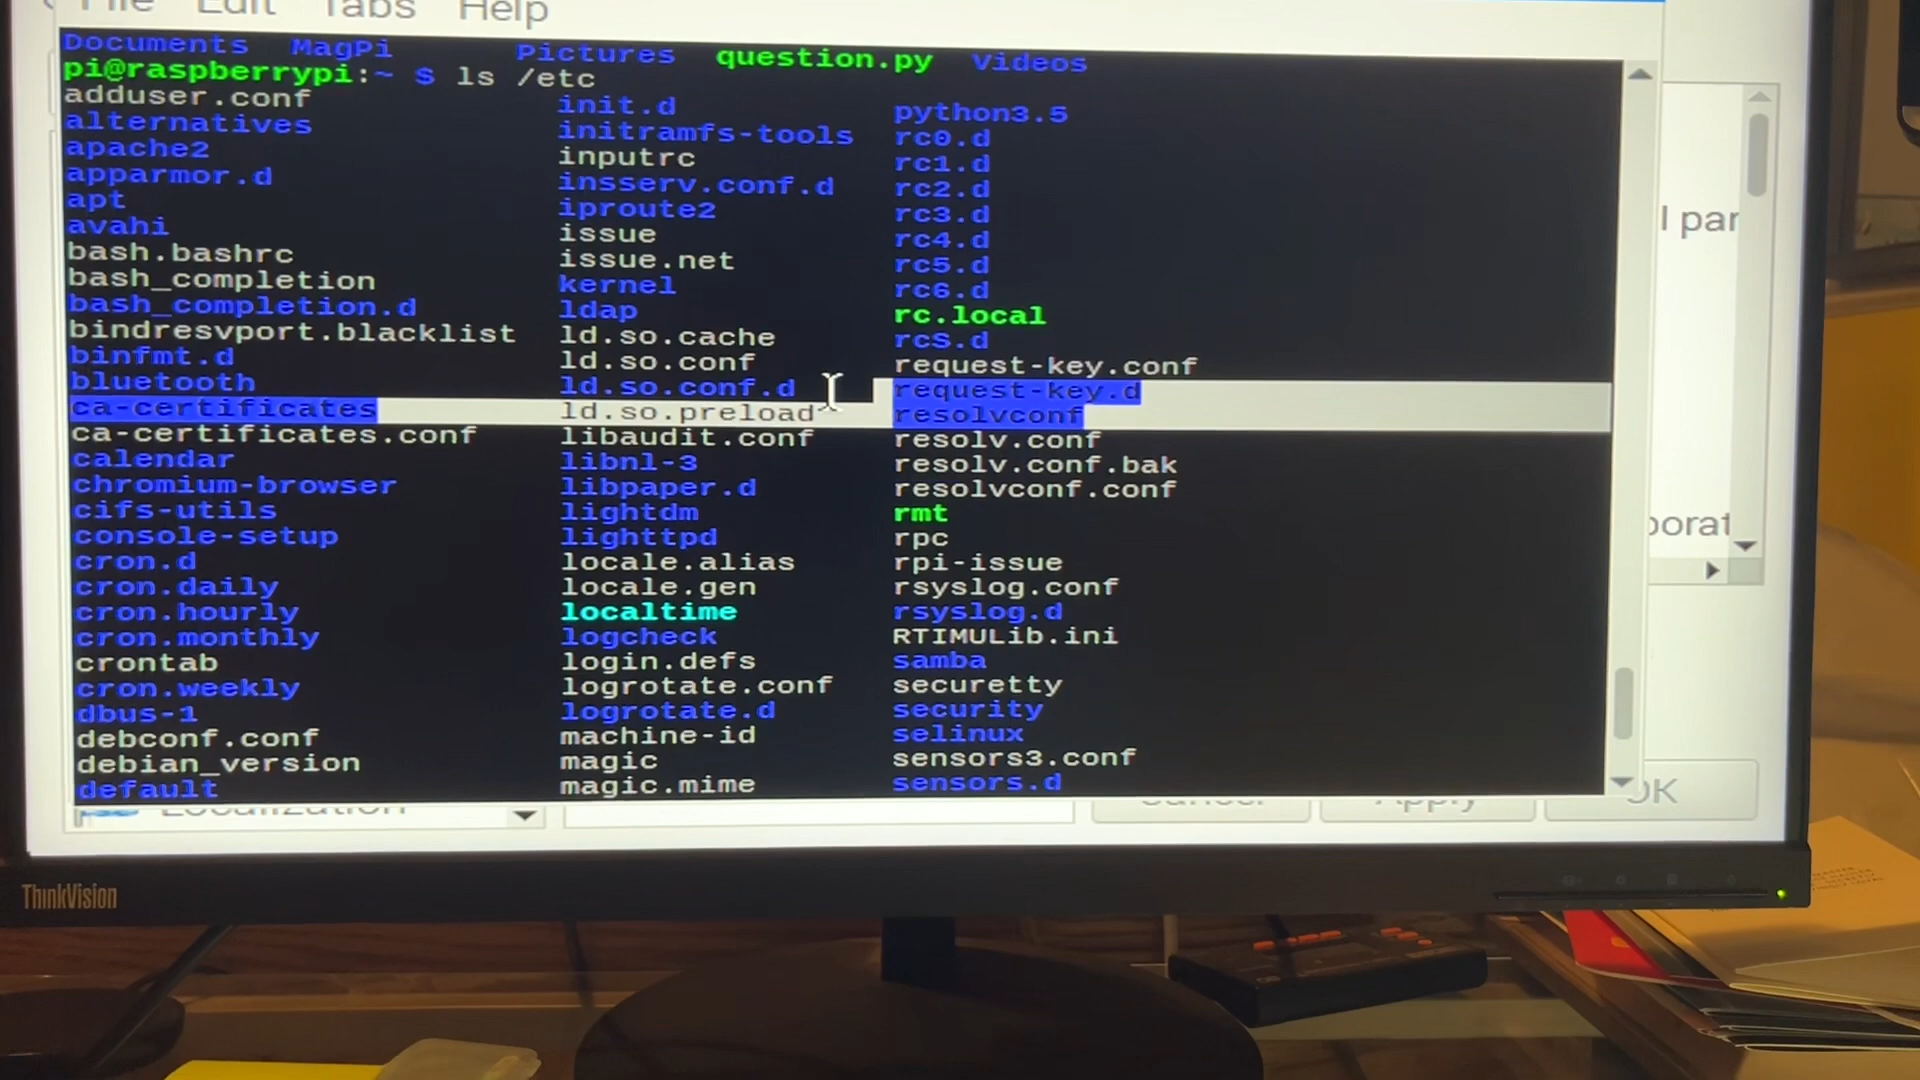 File Edit Tabs Help
Documents MagPi Pictures question.py Videos
pi@raspberrypi:~ $ ls /etc
adduser.conf init.d python3.5
alternatives initramfs-tools rc0.d
apache2 inputrc rc1.d
apparmor.d insserv.conf.d rc2.d
apt iproute2 rc3.d
avahi issue rc4.d
bash.bashrc issue.net rc5.d
bash_completion kernel rc6.d
bash_completion.d ldap rc.local
bindresvport.blacklist ld.so.cache rcS.d
binfmt.d ld.so.conf request-key.conf
bluetooth ld.so.conf.d request-key.d
ca-certificates ld.so.preload resolvconf
ca-certificates.conf libaudit.conf resolv.conf
calendar libnl-3 resolv.conf.bak
chromium-browser libpaper.d resolvconf.conf
cifs-utils lightdm rmt
console-setup lighttpd rpc
cron.d locale.alias rpi-issue
cron.daily locale.gen rsyslog.conf
cron.hourly localtime rsyslog.d
cron.monthly logcheck RTIMULib.ini
crontab login.defs samba
cron.weekly logrotate.conf securetty
dbus-1 logrotate.d security
debconf.conf machine-id selinux
debian_version magic sensors3.conf
default magic.mime sensors.d
l par
porat
Localization Cancel Apply OK
ThinkVision